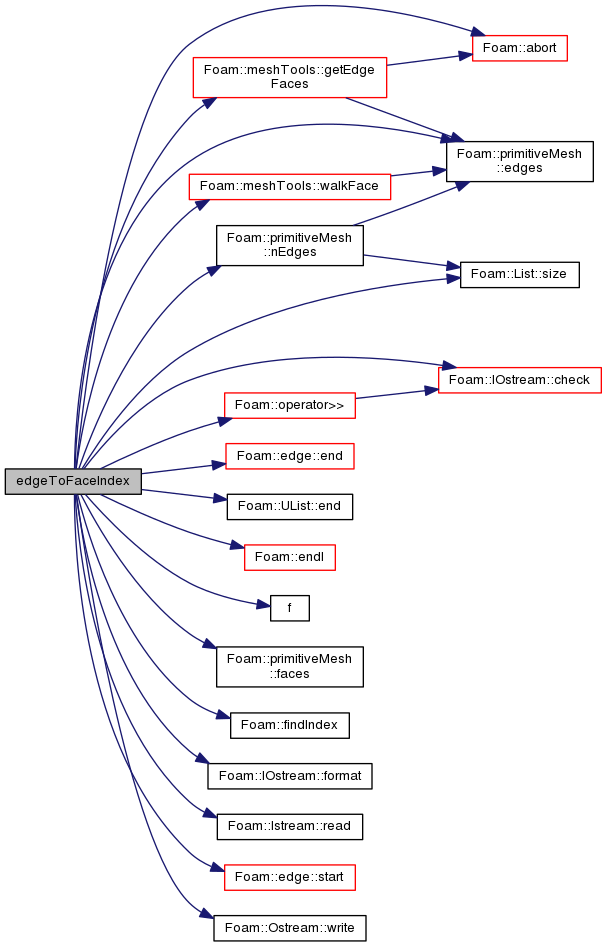 Foam::abort
Foam::meshTools::getEdge
Faces
Foam::primitiveMesh
::edges
Foam::meshTools::walkFace
Foam::primitiveMesh
::nEdges
Foam::List::size
Foam::IOstream::check
Foam::operator>>
Foam::edge::end
edgeToFaceIndex
Foam::UList::end
Foam::endl
f
Foam::primitiveMesh
::faces
Foam::findIndex
Foam::IOstream::format
Foam::Istream::read
Foam::edge::start
Foam::Ostream::write